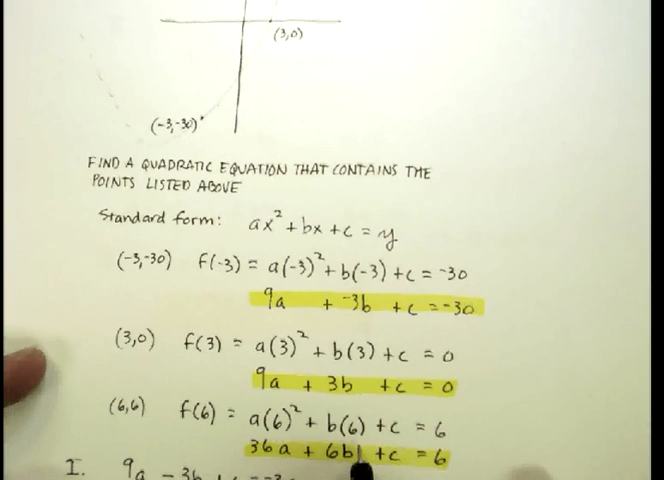 (3,0)
(-3,-30)
FIND A QUADRATIC EQUATION THAT CONTAINS THE
POINTS LISTED ABOVE
Standard form: ax² + bx + c = y
(-3,-30) f(-3) = a(-3)² + b(-3) + c = -30
9a + -3b + c = -30
(3,0) f(3) = a(3)² + b(3) + c = 0
9a + 3b + c = 0
(6,6) f(6) = a(6)² + b(6) + c = 6
36a + 6b + c = 6
I. 9a - 3b + c =